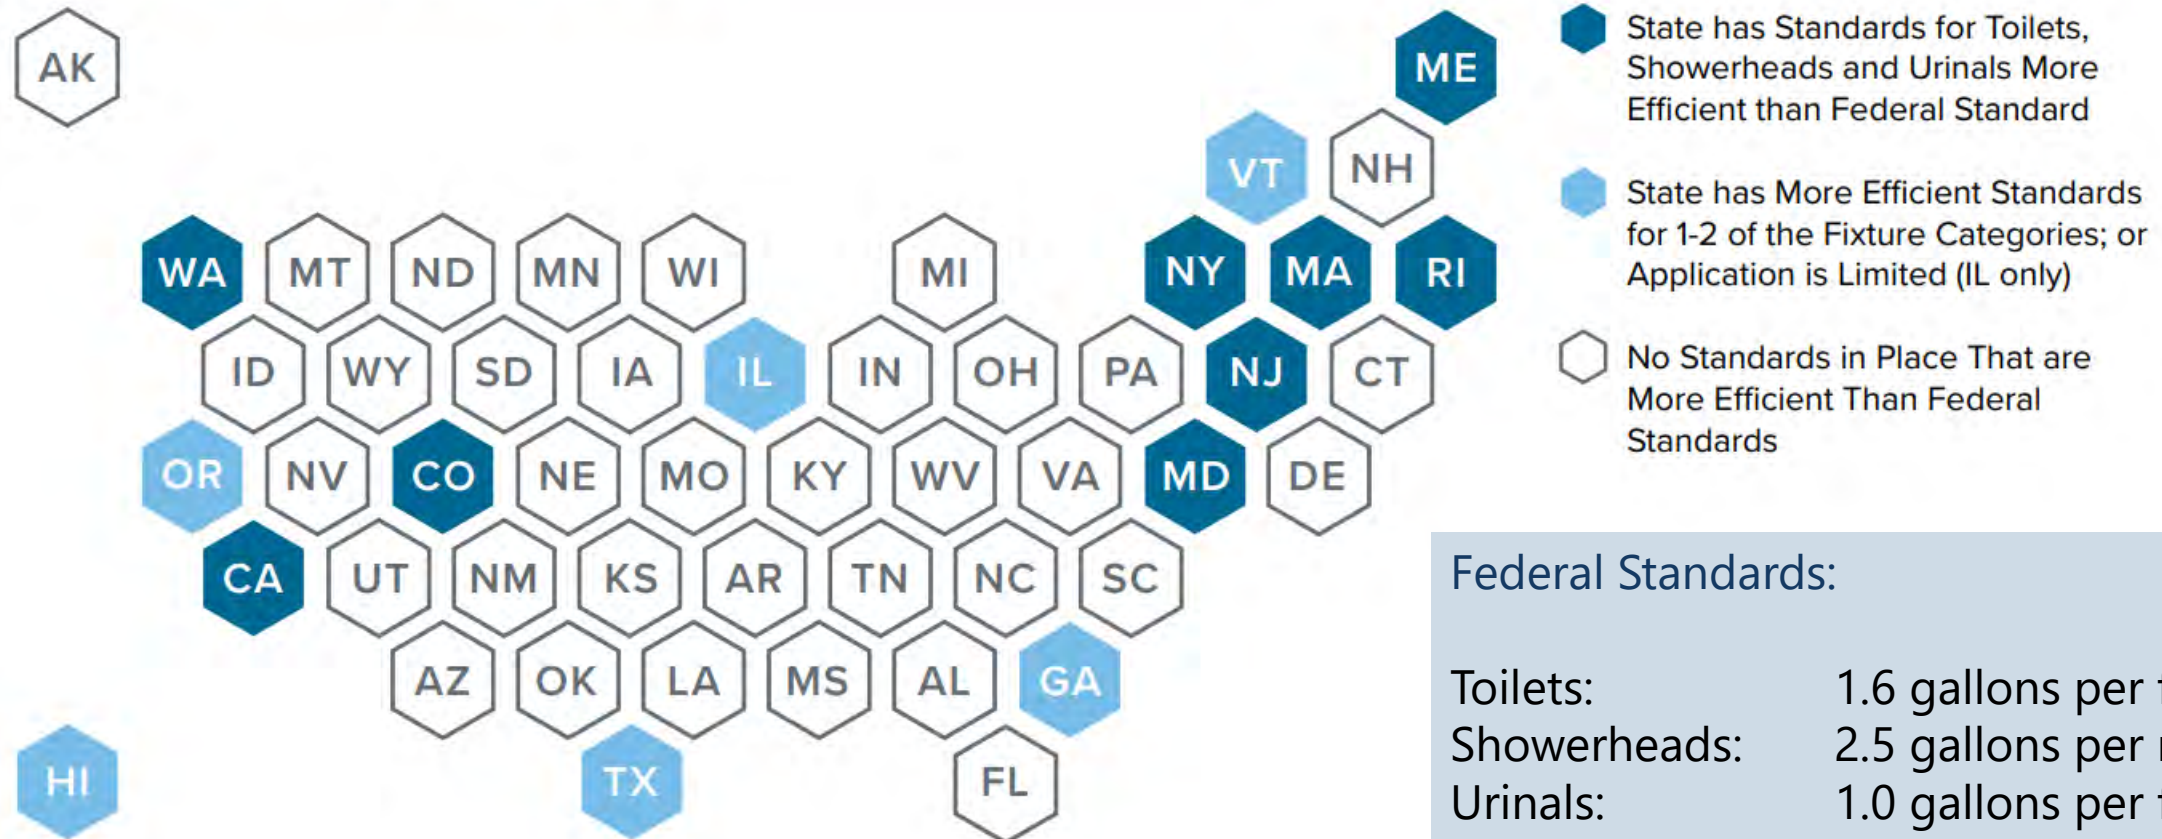 AK
ME
VT NH
WA MT ND MN WI MI NY MA RI
ID WY SD IA IL IN OH PA NJ CT
OR NV CO NE MO KY WV VA MD DE
CA UT NM KS AR TN NC SC
AZ OK LA MS AL GA
HI TX FL
State has Standards for Toilets,
Showerheads and Urinals More
Efficient than Federal Standard
State has More Efficient Standards
for 1-2 of the Fixture Categories; or
Application is Limited (IL only)
No Standards in Place That are
More Efficient Than Federal
Standards
Federal Standards:
Toilets: 1.6 gallons per
Showerheads: 2.5 gallons per
Urinals: 1.0 gallons per